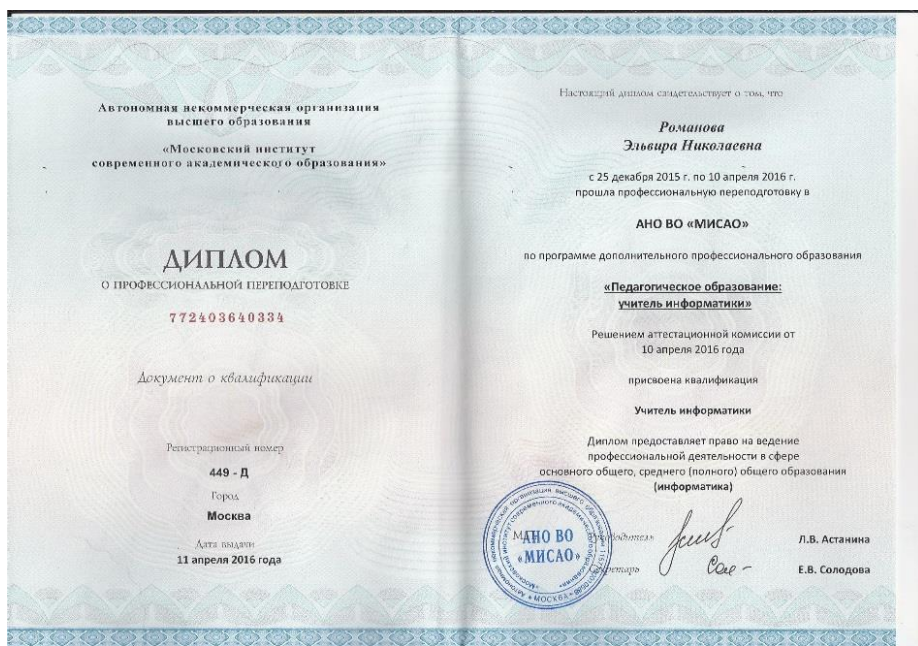 Автономная некоммерческая организация
высшего образования
«Московский институт
современного академического образования»
ДИПЛОМ
О ПРОФЕССИОНАЛЬНОЙ ПЕРЕПОДГОТОВКЕ
772403640334
Документ о квалификации
Регистрационный номер
449 - Д
Город
Москва
Дата выдачи
11 апреля 2016 года
Настоящий диплом свидетельствует о том, что
Романова
Эльвира Николаевна
с 25 декабря 2015 г. по 10 апреля 2016 г.
прошла профессиональную переподготовку в
АНО ВО «МИСАО»
по программе дополнительного профессионального образования
«Педагогическое образование:
учитель информатики»
Решением аттестационной комиссии от
10 апреля 2016 года
присвоена квалификация
Учитель информатики
Диплом предоставляет право на ведение
профессиональной деятельности в сфере
основного общего, среднего (полного) общего образования
(информатика)
Руководитель
Л.В. Астанина
Секретарь
Е.В. Солодова
АНО ВО
«МИСАО»
МОСКВА